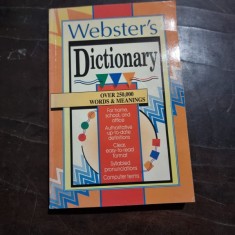 Webster's
Dictionary
OVER 250,000
WORDS & MEANINGS
For home,
school, and
office
Authoritative
up-to-date
definitions
Clear,
easy-to-read
format
Syllabled
pronunciations
Computer terms